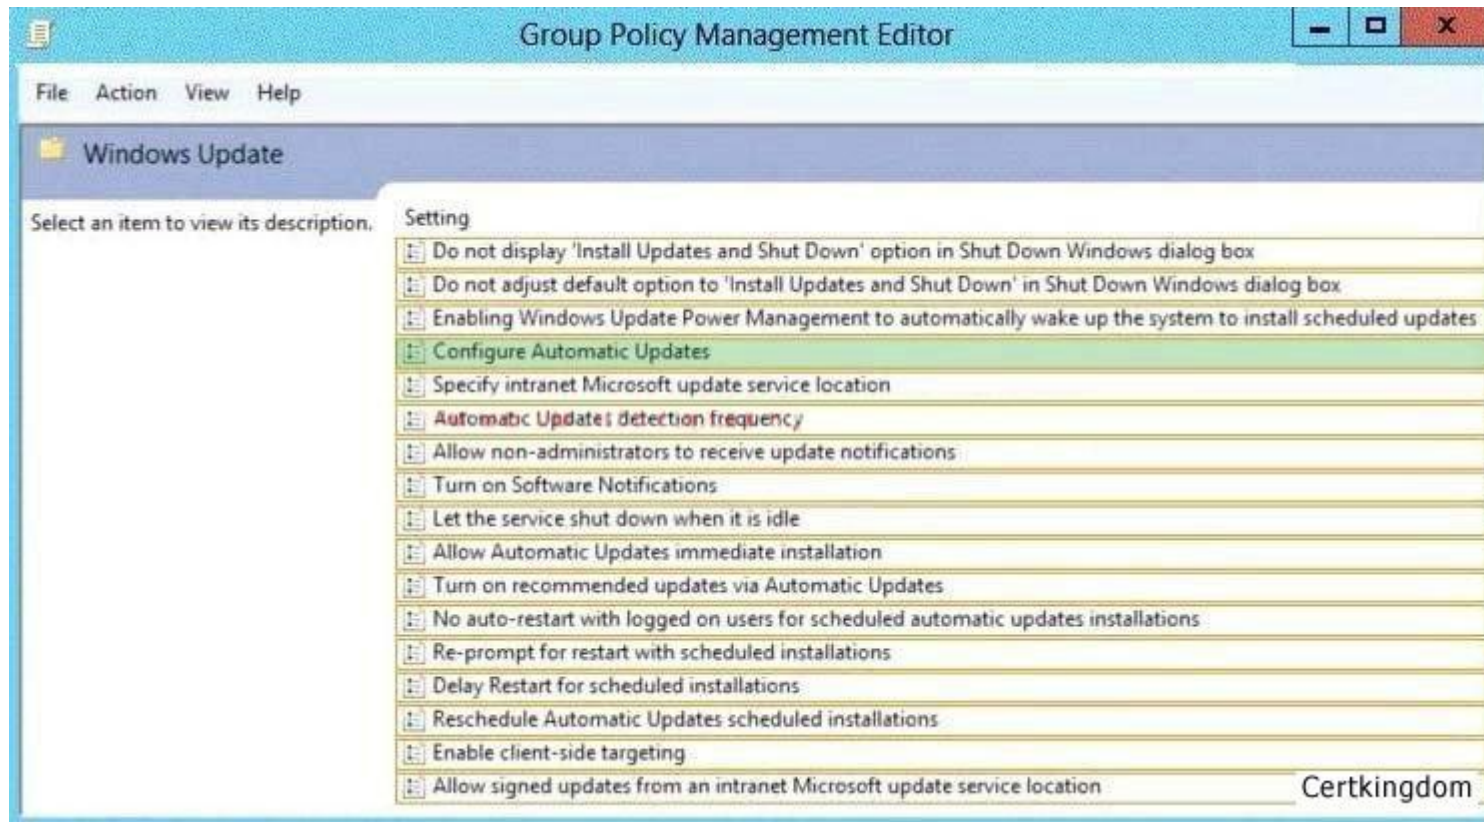 Group Policy Management Editor
File Action View Help
Windows Update
Select an item to view its description.
Setting
Do not display 'Install Updates and Shut Down' option in Shut Down Windows dialog box
Do not adjust default option to 'Install Updates and Shut Down' in Shut Down Windows dialog box
Enabling Windows Update Power Management to automatically wake up the system to install scheduled updates
Configure Automatic Updates
Specify intranet Microsoft update service location
Automatic Updates detection frequency
Allow non-administrators to receive update notifications
Turn on Software Notifications
Let the service shut down when it is idle
Allow Automatic Updates immediate installation
Turn on recommended updates via Automatic Updates
No auto-restart with logged on users for scheduled automatic updates installations
Re-prompt for restart with scheduled installations
Delay Restart for scheduled installations
Reschedule Automatic Updates scheduled installations
Enable client-side targeting
Allow signed updates from an intranet Microsoft update service location
Certkingdom